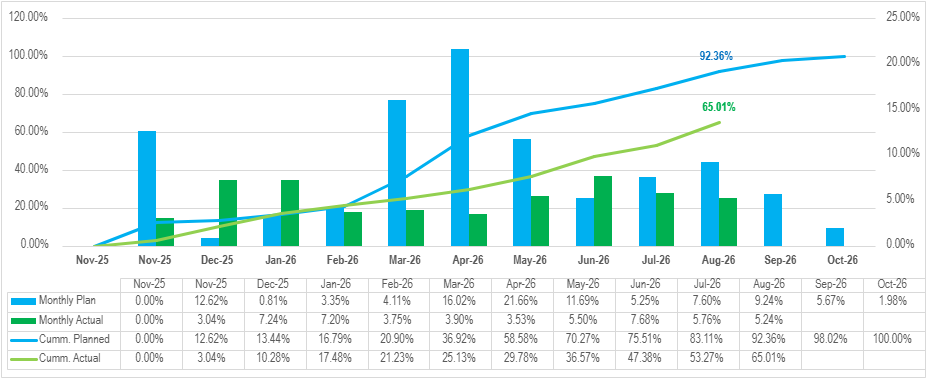 120.00% 25.00%
100.00% 92.36% 20.00%
80.00% 65.01% 15.00%
60.00% 10.00%
40.00%
20.00% 5.00%
0.00% 0.00%
Nov-25 Nov-25 Dec-25 Jan-26 Feb-26 Mar-26 Apr-26 May-26 Jun-26 Jul-26 Aug-26 Sep-26 Oct-26
Nov-25 Nov-25 Dec-25 Jan-26 Feb-26 Mar-26 Apr-26 May-26 Jun-26 Jul-26 Aug-26 Sep-26 Oct-26
Monthly Plan 0.00% 12.62% 0.81% 3.35% 4.11% 16.02% 21.66% 11.69% 5.25% 7.60% 9.24% 5.67% 1.98%
Monthly Actual 0.00% 3.04% 7.24% 7.20% 3.75% 3.90% 3.53% 5.50% 7.68% 5.76% 5.24%
Cumm. Planned 0.00% 12.62% 13.44% 16.79% 20.90% 36.92% 58.58% 70.27% 75.51% 83.11% 92.36% 98.02% 100.00%
Cumm. Actual 0.00% 3.04% 10.28% 17.48% 21.23% 25.13% 29.78% 36.57% 47.38% 53.27% 65.01%